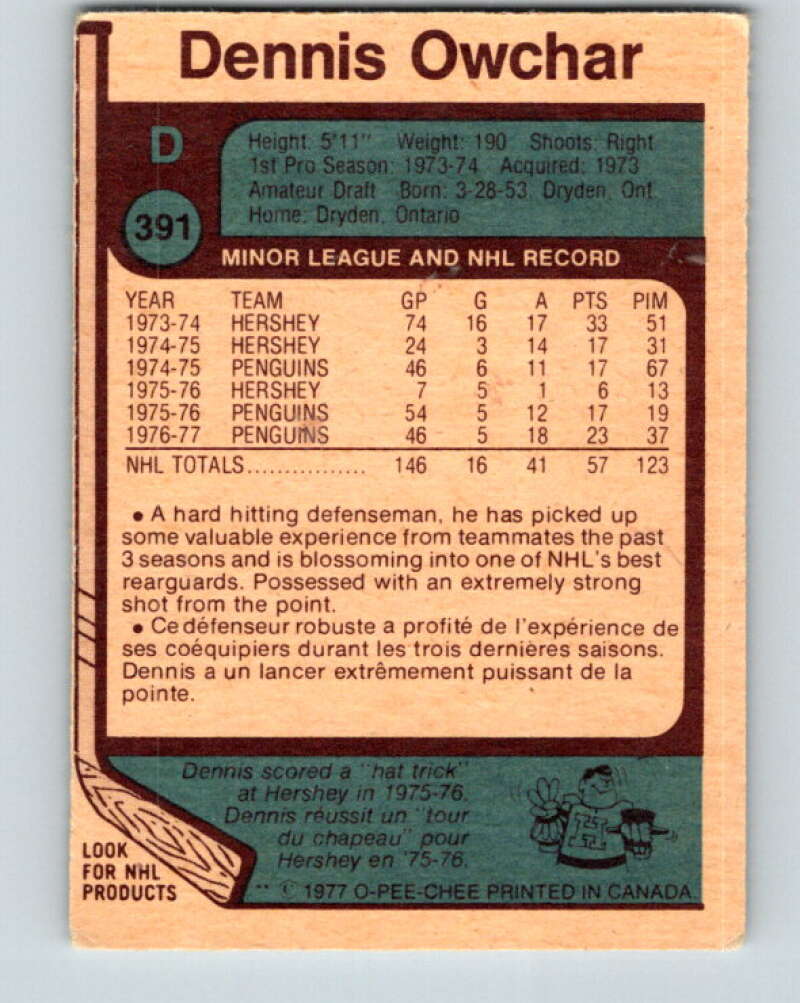 Dennis Owchar
D
391
Height: 5'11" Weight: 190 Shoots: Right
1st Pro Season: 1973-74 Acquired: 1973
Amateur Draft Born: 3-28-53, Dryden, Ont.
Home: Dryden, Ontario
MINOR LEAGUE AND NHL RECORD
YEAR TEAM GP G A PTS PIM
1973-74 HERSHEY 74 16 17 33 51
1974-75 HERSHEY 24 3 14 17 31
1974-75 PENGUINS 46 6 11 17 67
1975-76 HERSHEY 7 5 1 6 13
1975-76 PENGUINS 54 5 12 17 19
1976-77 PENGUINS 46 5 18 23 37
NHL TOTALS................ 146 16 41 57 123
• A hard hitting defenseman, he has picked up
some valuable experience from teammates the past
3 seasons and is blossoming into one of NHL's best
rearguards. Possessed with an extremely strong
shot from the point.
• Ce défenseur robuste a profité de l'expérience de
ses coéquipiers durant les trois dernières saisons.
Dennis a un lancer extrêmement puissant de la
pointe.
Dennis scored a "hat trick"
at Hershey in 1975-76.
Dennis réussit un "tour
du chapeau" pour
Hershey en '75-76.
LOOK
FOR NHL
PRODUCTS
** © 1977 O-PEE-CHEE PRINTED IN CANADA